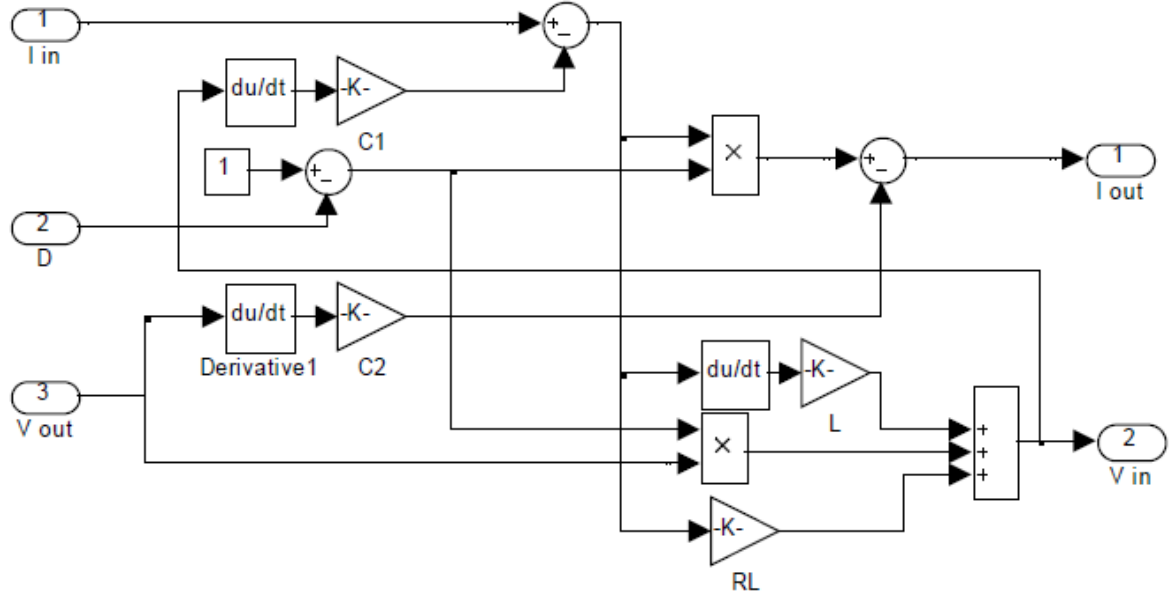 1
I in
+
-
du/dt
-K-
C1
1
+
-
×
+
-
1
I out
2
D
du/dt
-K-
Derivative1
C2
3
V out
du/dt
-K-
L
×
+
+
+
2
V in
-K-
RL